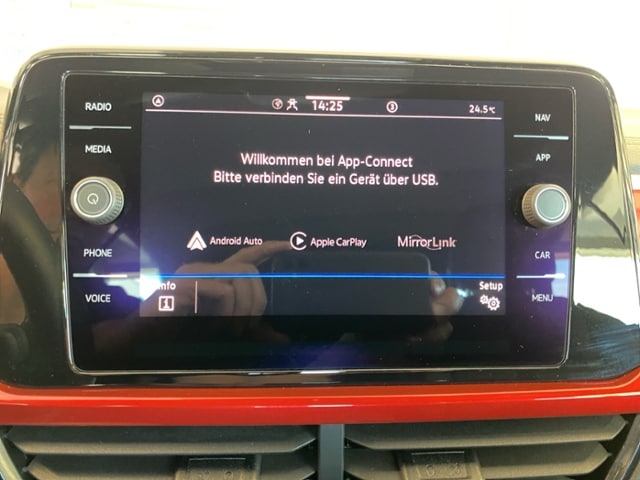 RADIO
MEDIA
PHONE
VOICE
14:25
3
24.5°C
Willkommen bei App-Connect
Bitte verbinden Sie ein Gerät über USB.
Android Auto
Apple CarPlay
MirrorLink
Info
Setup
NAV
APP
CAR
MENU